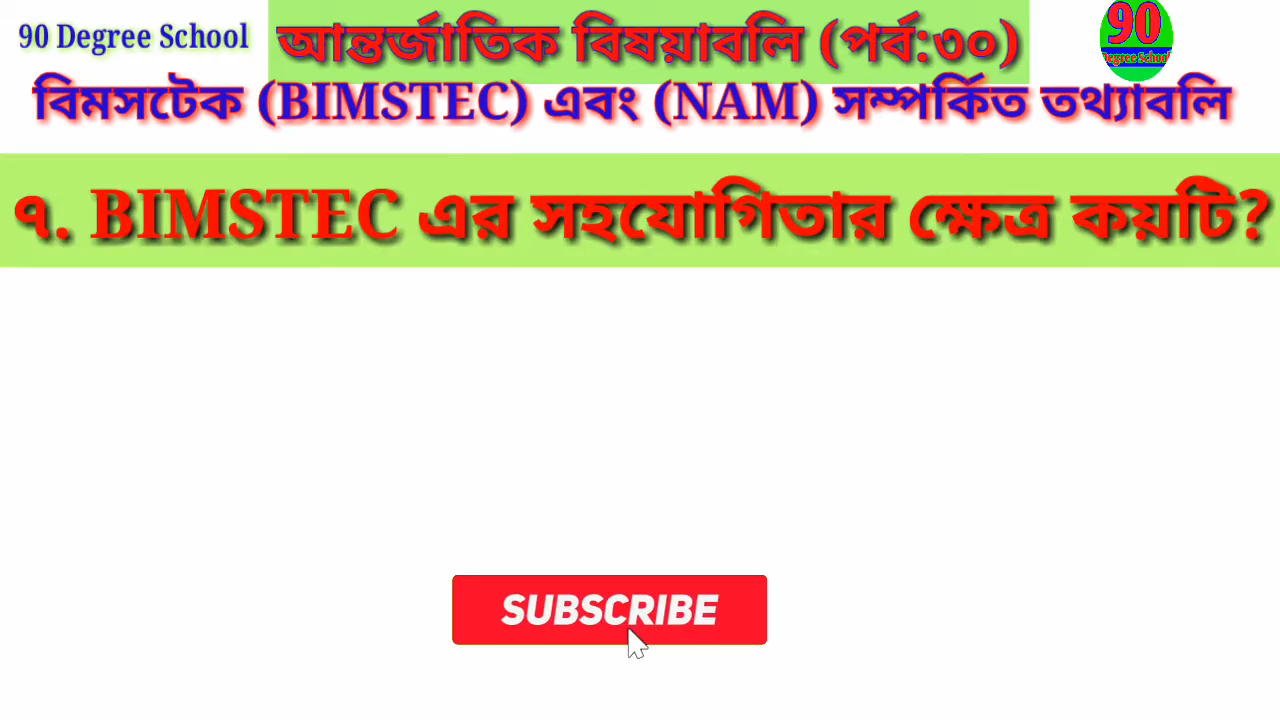 90 Degree School
আন্তর্জাতিক বিষয়াবলি (পর্ব:৩০)
90
Degree School
বিমসটেক (BIMSTEC) এবং (NAM) সম্পর্কিত তথ্যাবলি
৭. BIMSTEC এর সহযোগিতার ক্ষেত্র কয়টি?
SUBSCRIBE